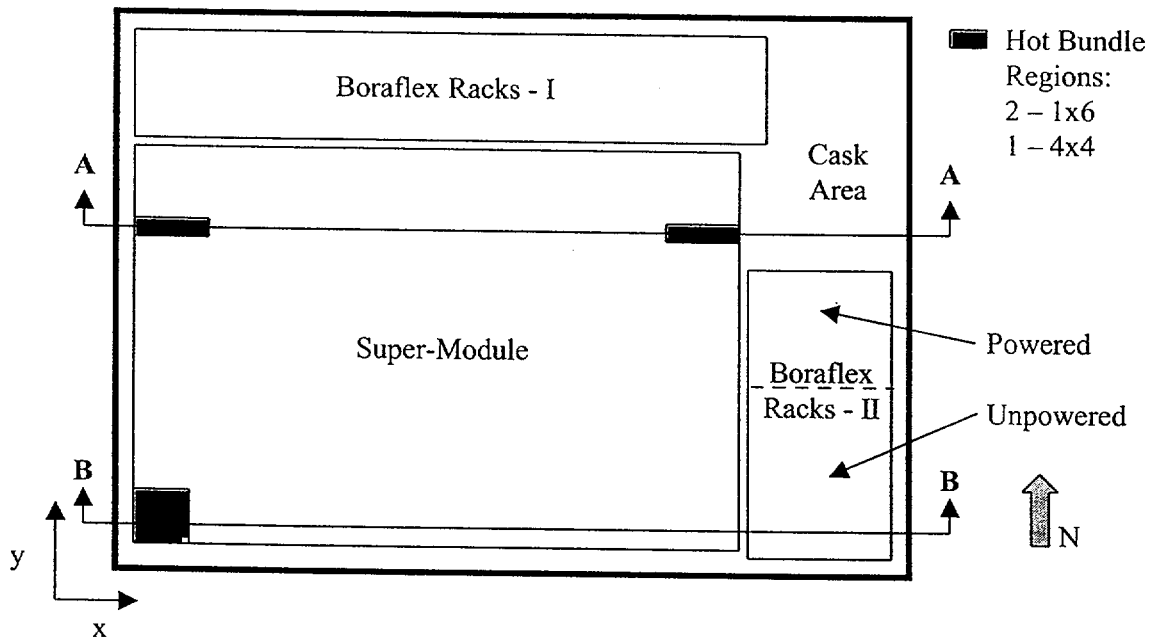 Boraflex Racks - I
Hot Bundle
Regions:
2 – 1x6
1 – 4x4
Cask
Area
A
A
Super-Module
Powered
Boraflex
Racks - II
Unpowered
B
B
N
y
x